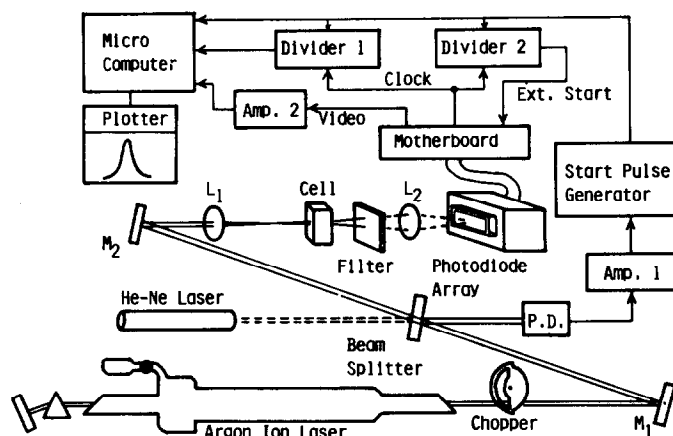 Micro
Computer
Divider 1
Divider 2
Clock
Ext. Start
Plotter
Amp. 2
Video
Motherboard
Start Pulse
Generator
L1
Cell
L2
M2
Filter
Photodiode
Array
Amp. 1
He-Ne Laser
P.D.
Beam
Splitter
Chopper
M1
Argon Ion Laser